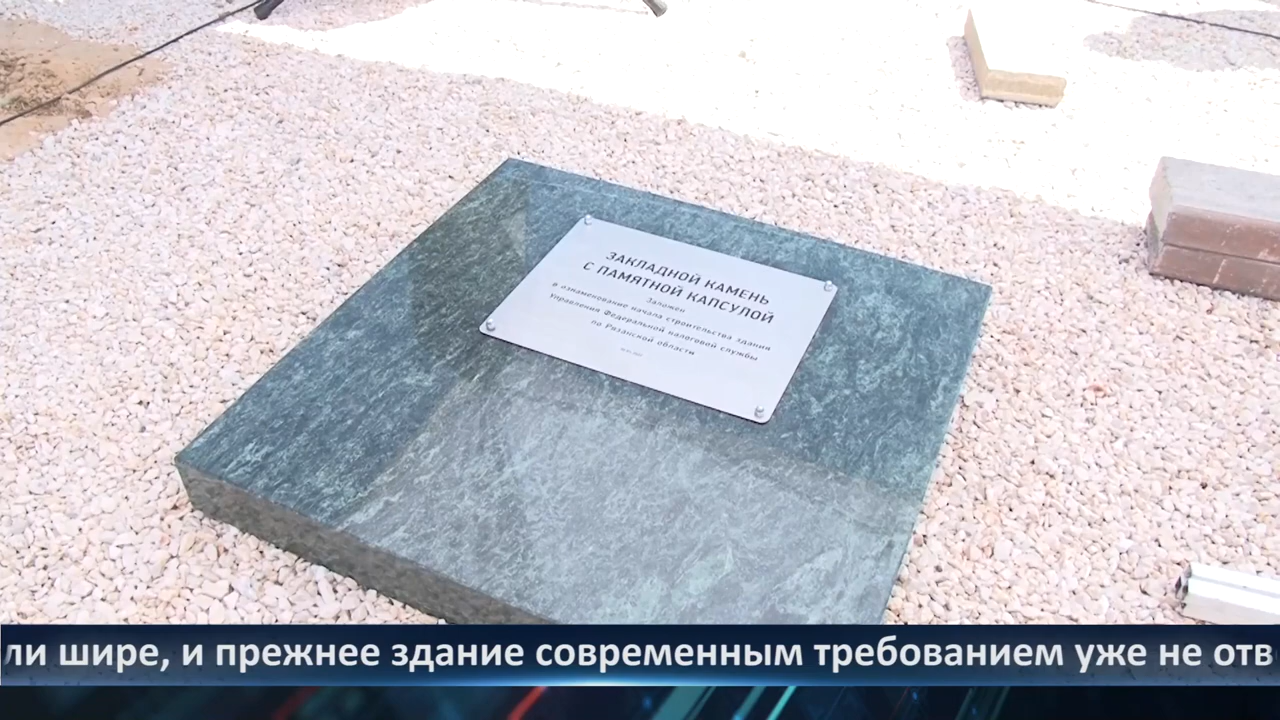 ЗАКЛАДНОЙ КАМЕНЬ
С ПАМЯТНОЙ КАПСУЛОЙ
Заложен
в ознаменование начала строительства здания
Управления Федеральной налоговой службы
по Рязанской области
ли шире, и прежнее здание современным требованием уже не отв